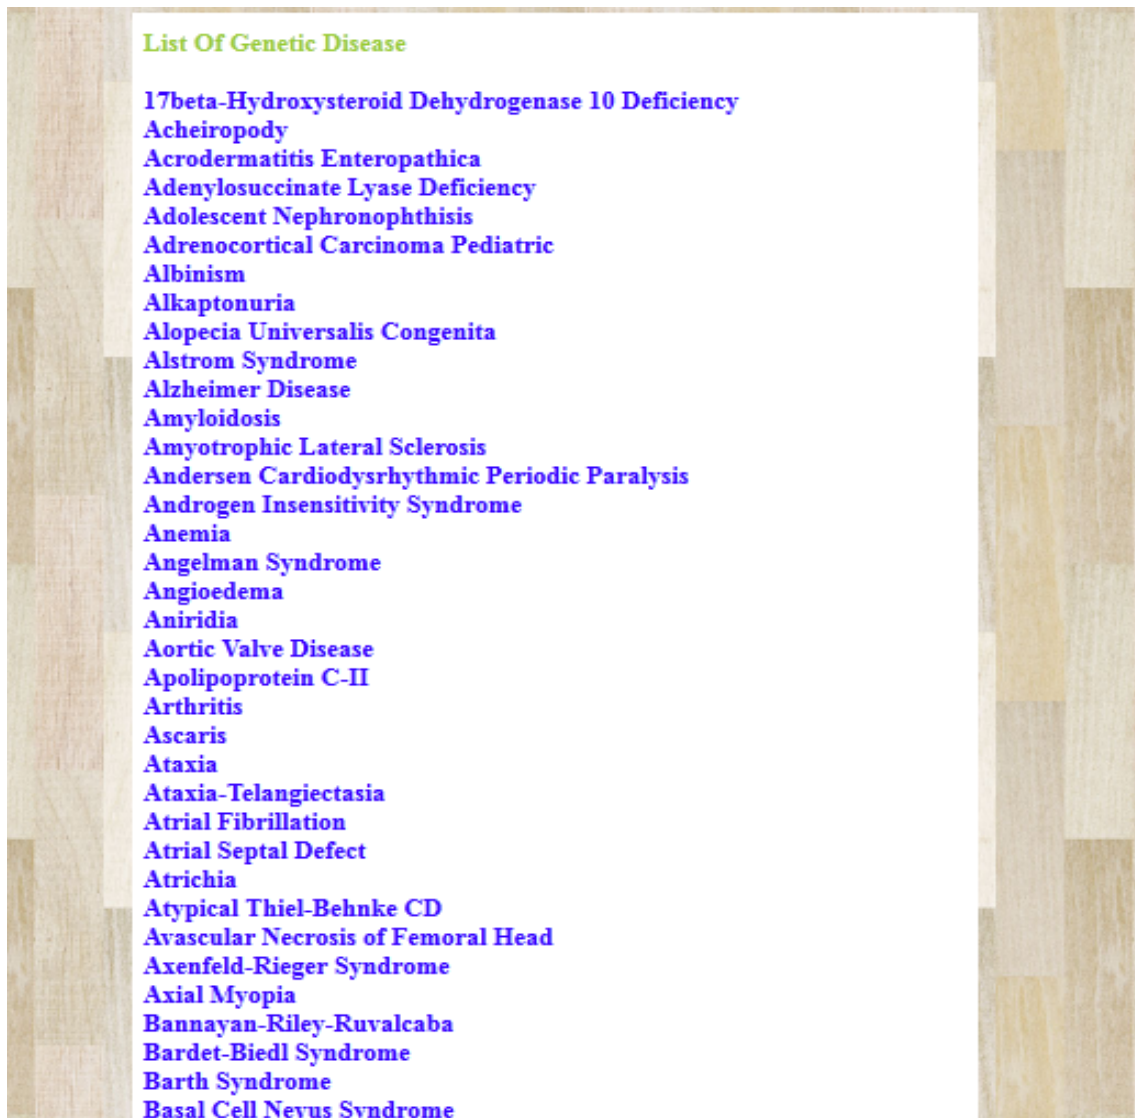 List Of Genetic Disease
17beta-Hydroxysteroid Dehydrogenase 10 Deficiency
Acheiropody
Acrodermatitis Enteropathica
Adenylosuccinate Lyase Deficiency
Adolescent Nephronophthisis
Adrenocortical Carcinoma Pediatric
Albinism
Alkaptonuria
Alopecia Universalis Congenita
Alstrom Syndrome
Alzheimer Disease
Amyloidosis
Amyotrophic Lateral Sclerosis
Andersen Cardiodysrhythmic Periodic Paralysis
Androgen Insensitivity Syndrome
Anemia
Angelman Syndrome
Angioedema
Aniridia
Aortic Valve Disease
Apolipoprotein C-II
Arthritis
Ascaris
Ataxia
Ataxia-Telangiectasia
Atrial Fibrillation
Atrial Septal Defect
Atrichia
Atypical Thiel-Behnke CD
Avascular Necrosis of Femoral Head
Axenfeld-Rieger Syndrome
Axial Myopia
Bannayan-Riley-Ruvalcaba
Bardet-Biedl Syndrome
Barth Syndrome
Basal Cell Nevus Syndrome